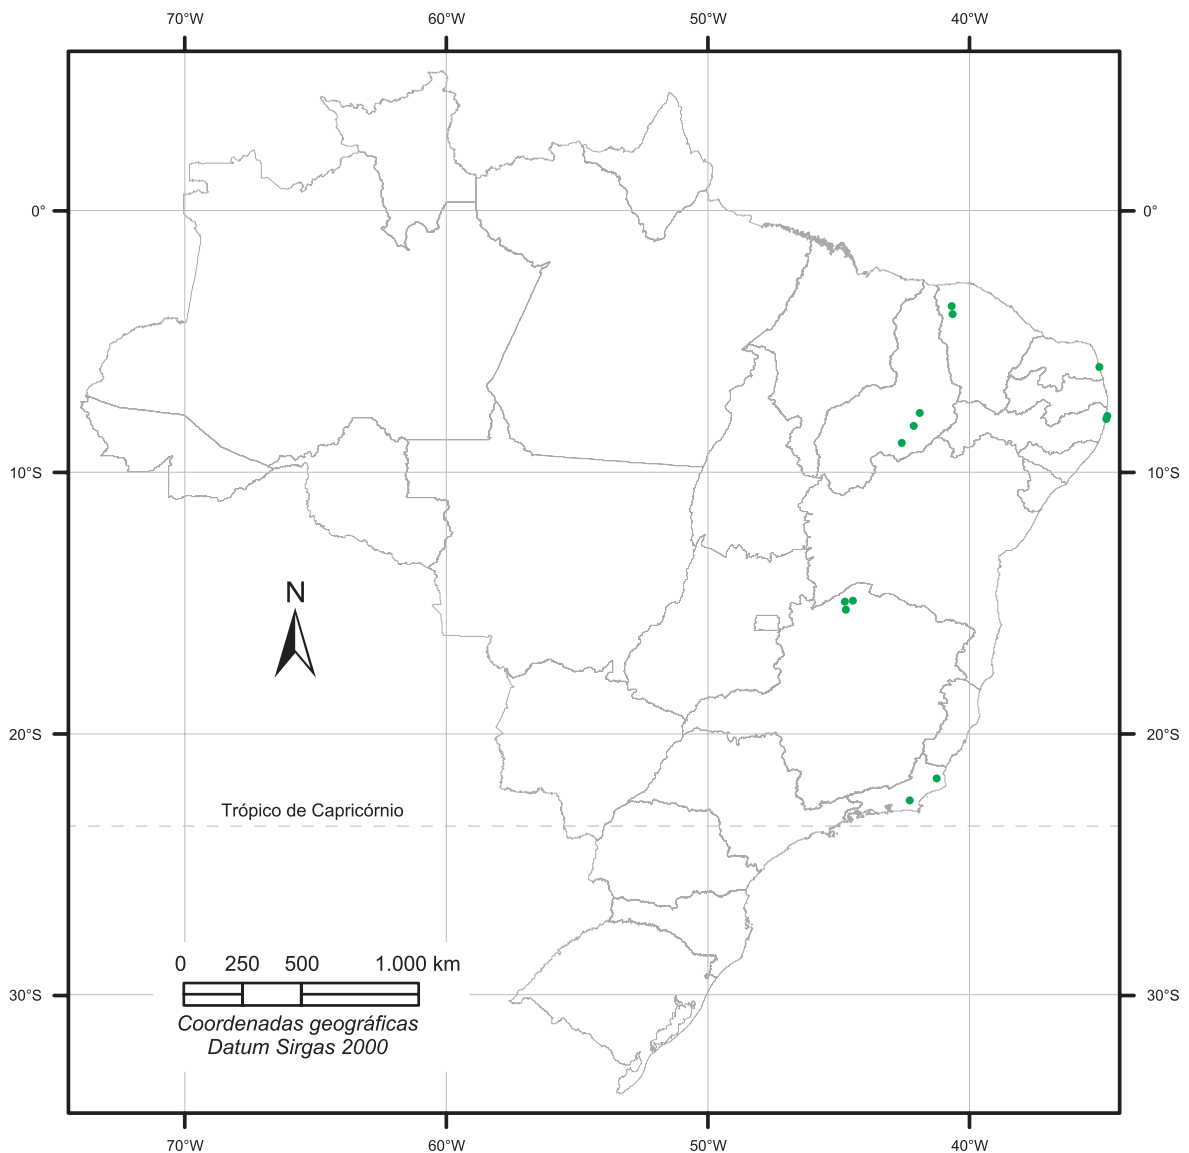 70°W 60°W 50°W 40°W
0° 0°
10°S 10°S
N
20°S 20°S
Trópico de Capricórnio
0 250 500 1.000 km
30°S 30°S
Coordenadas geográficas
Datum Sirgas 2000
70°W 60°W 50°W 40°W